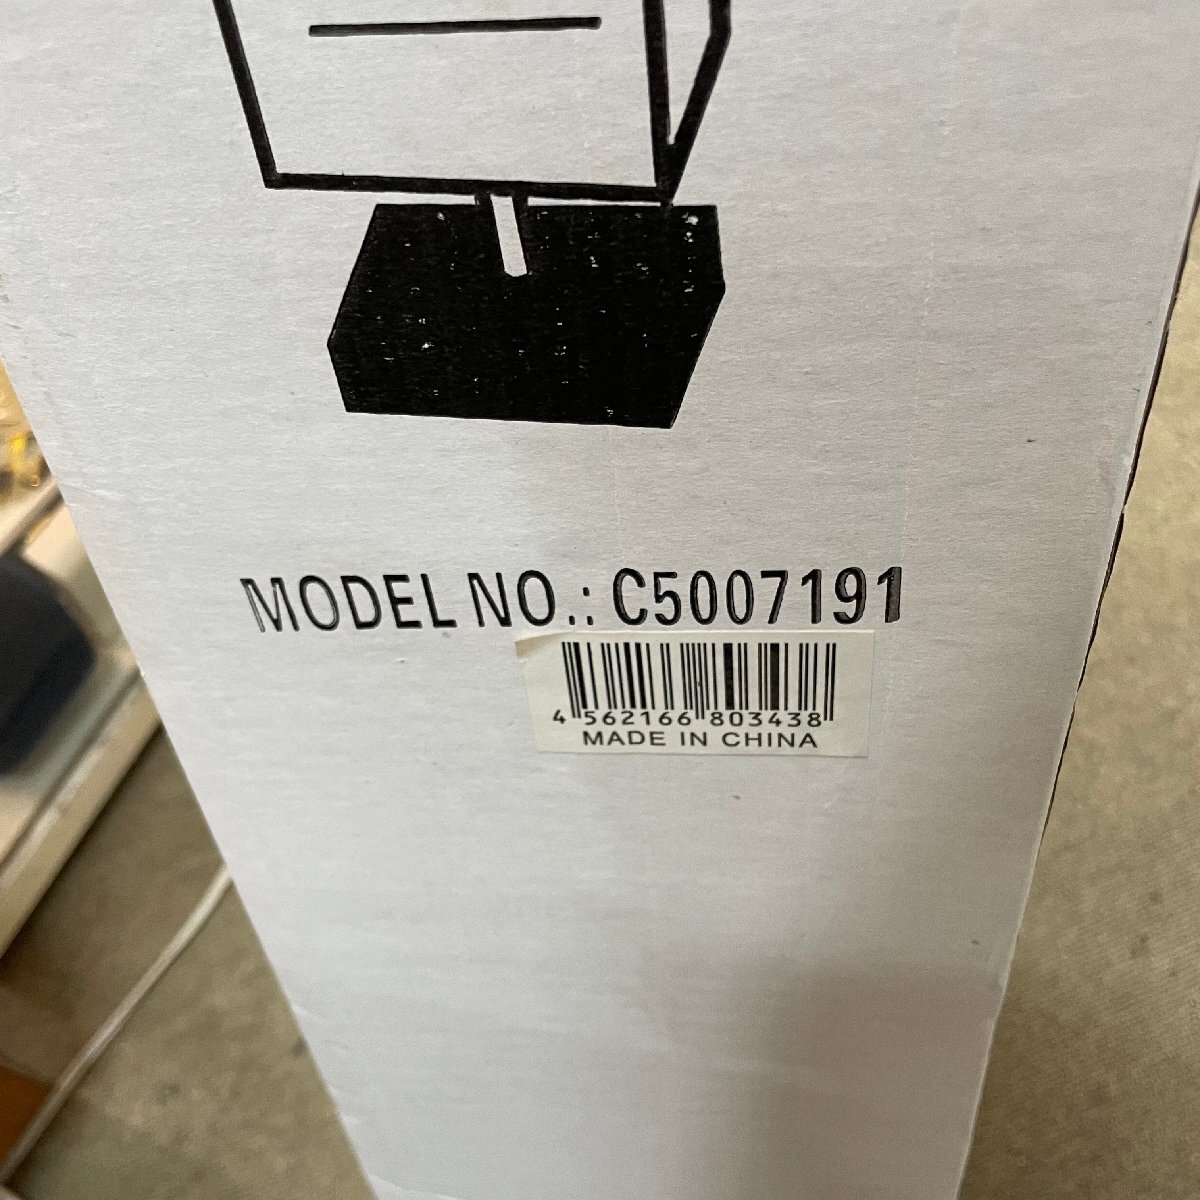 MODEL NO.: C5007191
4 562166 803438
MADE IN CHINA